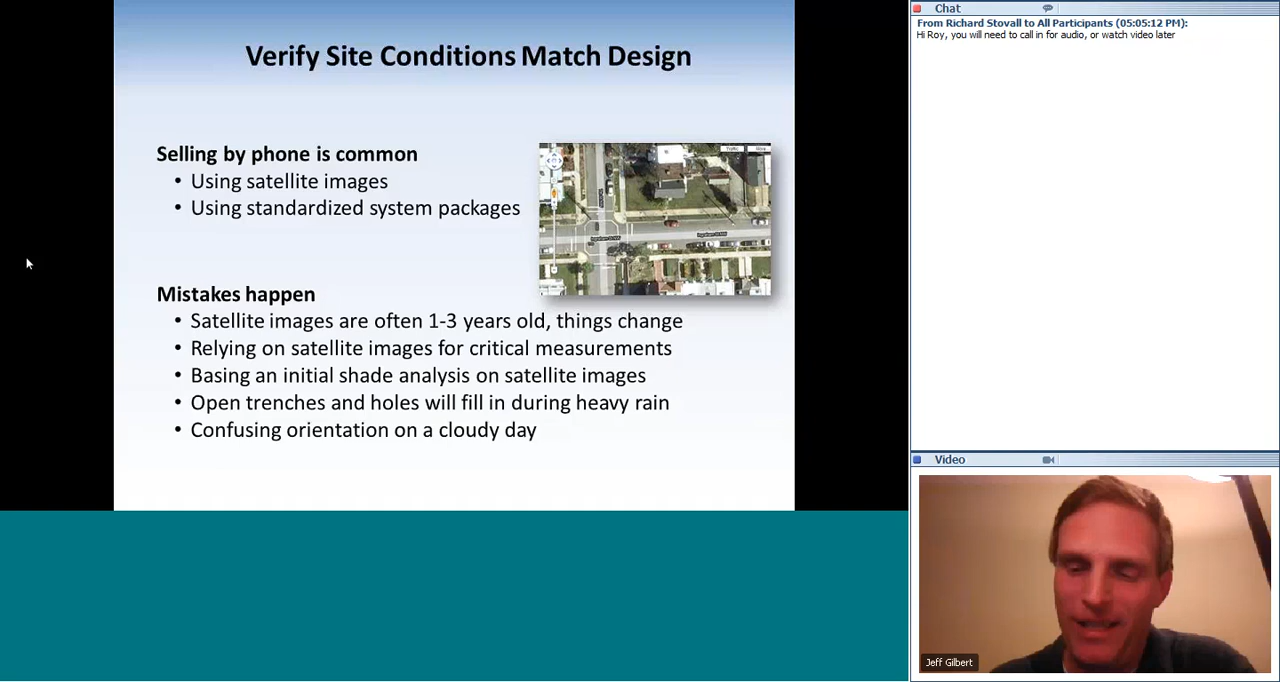 Verify Site Conditions Match Design
Selling by phone is common
• Using satellite images
• Using standardized system packages
Mistakes happen
• Satellite images are often 1-3 years old, things change
• Relying on satellite images for critical measurements
• Basing an initial shade analysis on satellite images
• Open trenches and holes will fill in during heavy rain
• Confusing orientation on a cloudy day
Chat
From Richard Stovall to All Participants (05:05:12 PM):
Hi Roy, you will need to call in for audio, or watch video later
Video
Jeff Gilbert